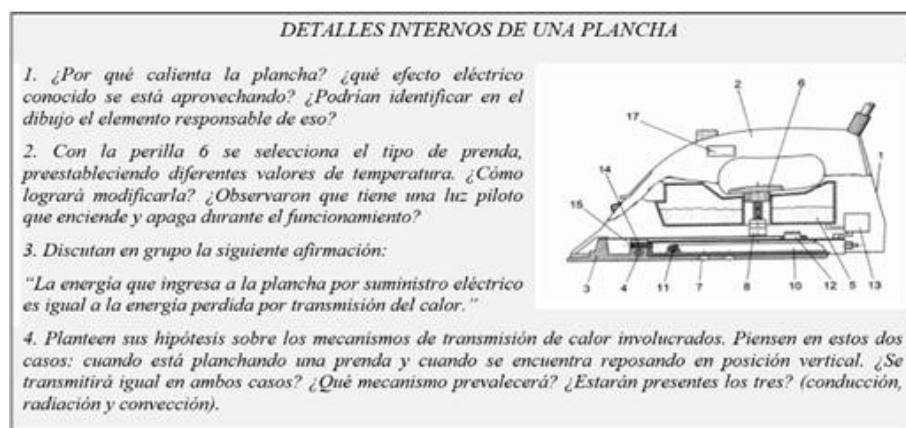 DETALLES INTERNOS DE UNA PLANCHA
1. ¿Por qué calienta la plancha? ¿qué efecto eléctrico
conocido se está aprovechando? ¿Podrían identificar en el
dibujo el elemento responsable de eso?
2. Con la perilla 6 se selecciona el tipo de prenda,
preestableciendo diferentes valores de temperatura. ¿Cómo
logrará modificarla? ¿Observaron que tiene una luz piloto
que enciende y apaga durante el funcionamiento?
3. Discutan en grupo la siguiente afirmación:
“La energía que ingresa a la plancha por suministro eléctrico
es igual a la energía perdida por transmisión del calor.”
2 6
17
1
14
15
3 4 11 7 8 10 12 5 13
4. Planteen sus hipótesis sobre los mecanismos de transmisión de calor involucrados. Piensen en estos dos
casos: cuando está planchando una prenda y cuando se encuentra reposando en posición vertical. ¿Se
transmitirá igual en ambos casos? ¿Qué mecanismo prevalecerá? ¿Estarán presentes los tres? (conducción,
radiación y convección).